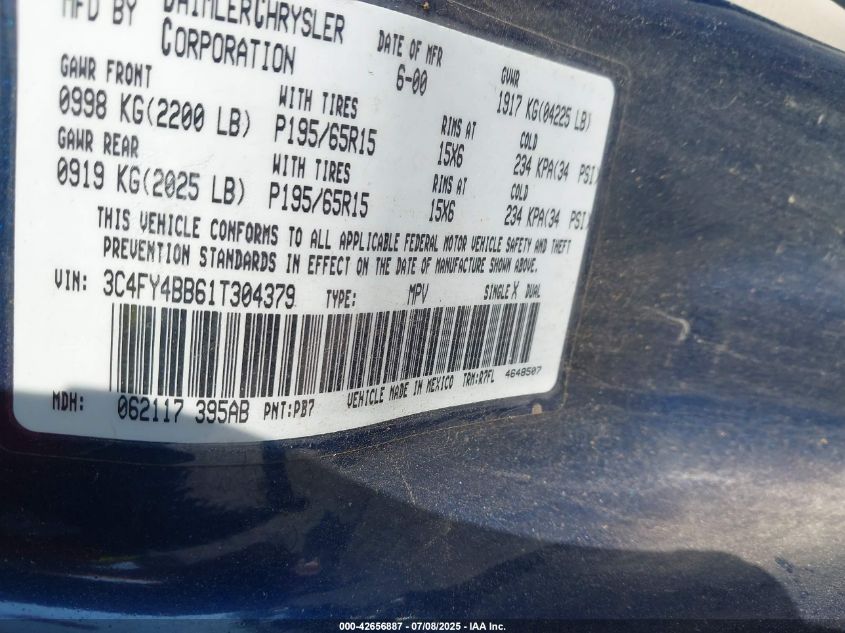 MFD BY DAIMLERCHRYSLER CORPORATION
DATE OF MFR 6-00
GVWR 1917 KG(04225 LB)
GAWR FRONT 0998 KG(2200 LB)
WITH TIRES P195/65R15
RIMS AT 15X6
COLD 234 KPA(34 PSI)
GAWR REAR 0919 KG(2025 LB)
WITH TIRES P195/65R15
RIMS AT 15X6
COLD 234 KPA(34 PSI)
THIS VEHICLE CONFORMS TO ALL APPLICABLE FEDERAL MOTOR VEHICLE SAFETY AND THEFT
PREVENTION STANDARDS IN EFFECT ON THE DATE OF MANUFACTURE SHOWN ABOVE.
VIN: 3C4FY4BB61T304379 TYPE: MPV SINGLE X DUAL
MDH: 062117 395AB PNT:PB7 VEHICLE MADE IN MEXICO TRM:R7FL 4648507
000-42656887 | 07/08/2025 - IAA Inc.